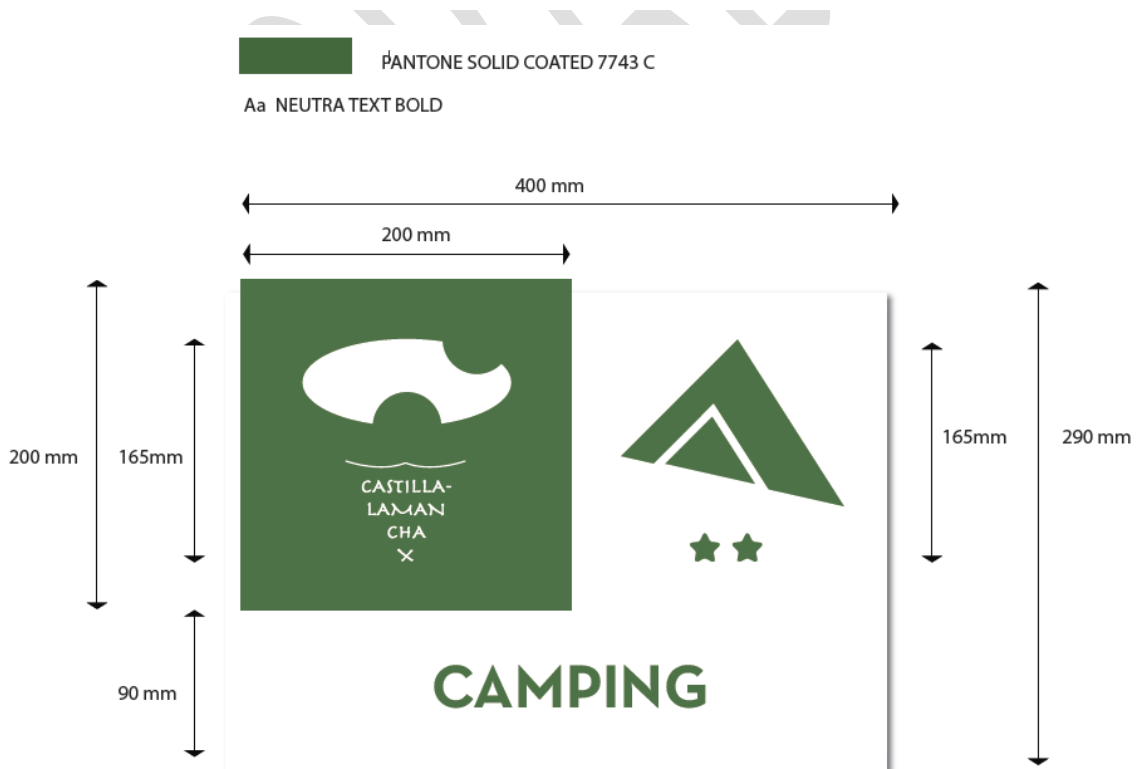 PANTONE SOLID COATED 7743 C
Aa NEUTRA TEXT BOLD
400 mm
200 mm
200 mm
165mm
CASTILLA-
LAMAN
CHA
X
165mm
290 mm
90 mm
CAMPING